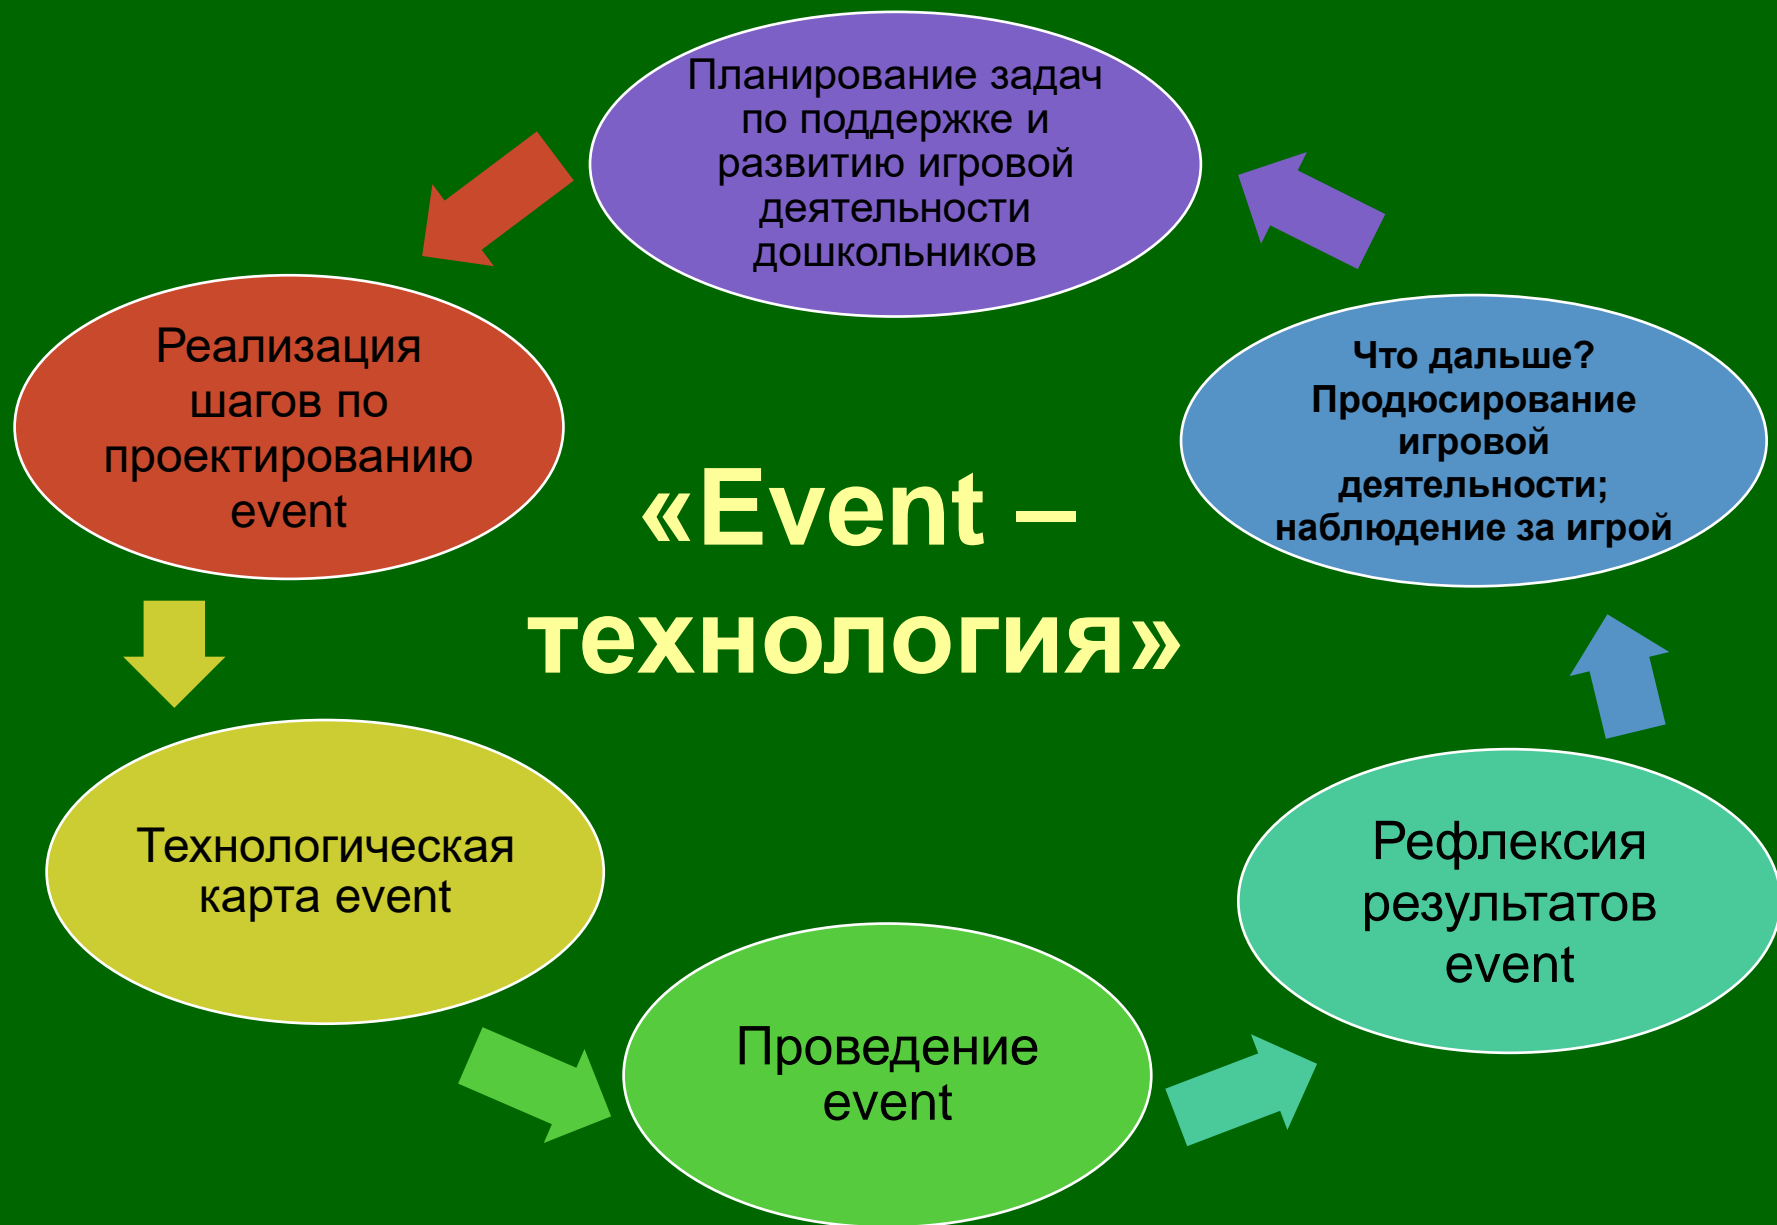 Планирование задач
по поддержке и
развитию игровой
деятельности
дошкольников
Реализация
шагов по
проектированию
event
Что дальше?
Продюсирование
игровой
деятельности;
наблюдение за игрой
«Event –
технология»
Технологическая
карта event
Рефлексия
результатов
event
Проведение
event